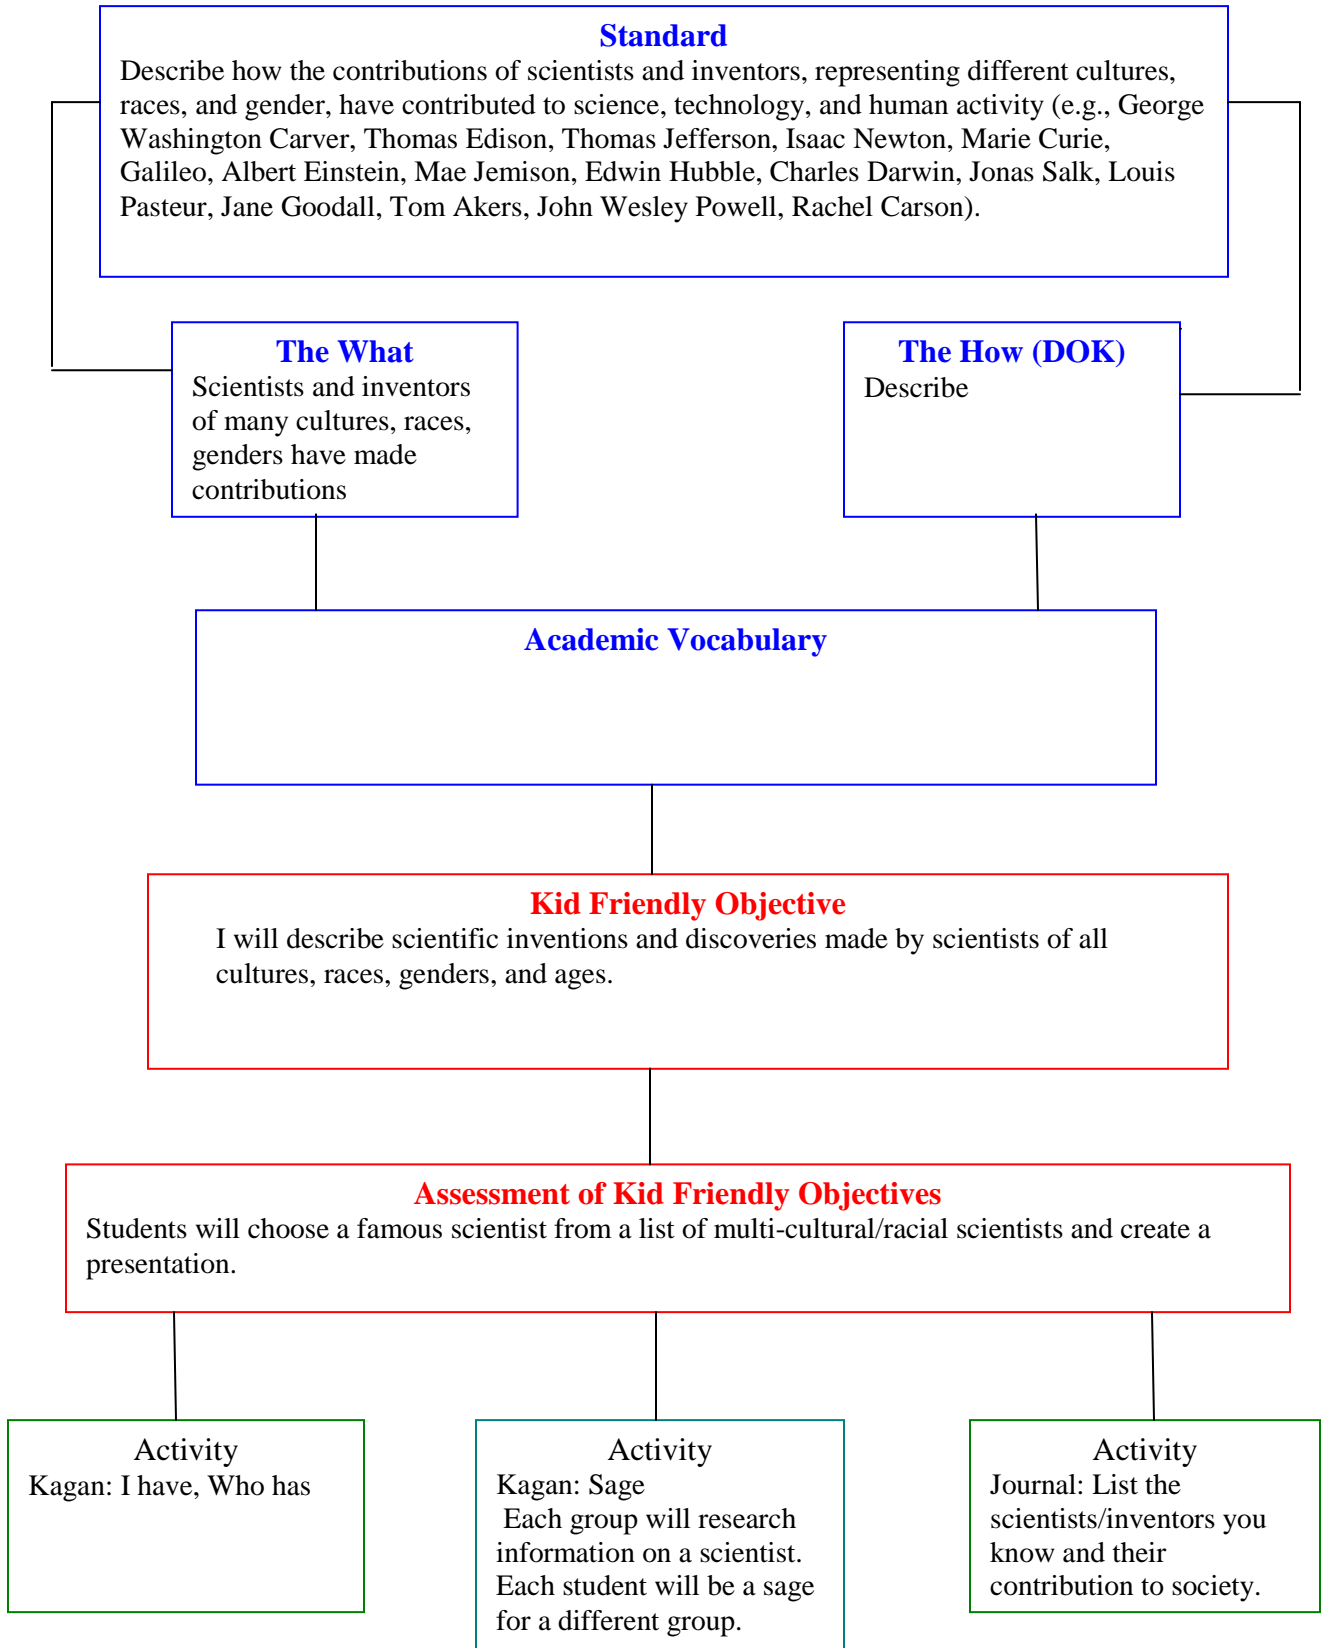 Standard
Describe how the contributions of scientists and inventors, representing different cultures,
races, and gender, have contributed to science, technology, and human activity (e.g., George
Washington Carver, Thomas Edison, Thomas Jefferson, Isaac Newton, Marie Curie,
Galileo, Albert Einstein, Mae Jemison, Edwin Hubble, Charles Darwin, Jonas Salk, Louis
Pasteur, Jane Goodall, Tom Akers, John Wesley Powell, Rachel Carson).
The What
Scientists and inventors
of many cultures, races,
genders have made
contributions
The How (DOK)
Describe
Academic Vocabulary
Kid Friendly Objective
I will describe scientific inventions and discoveries made by scientists of all
cultures, races, genders, and ages.
Assessment of Kid Friendly Objectives
Students will choose a famous scientist from a list of multi-cultural/racial scientists and create a
presentation.
Activity
Kagan: I have, Who has
Activity
Kagan: Sage
Each group will research
information on a scientist.
Each student will be a sage
for a different group.
Activity
Journal: List the
scientists/inventors you
know and their
contribution to society.